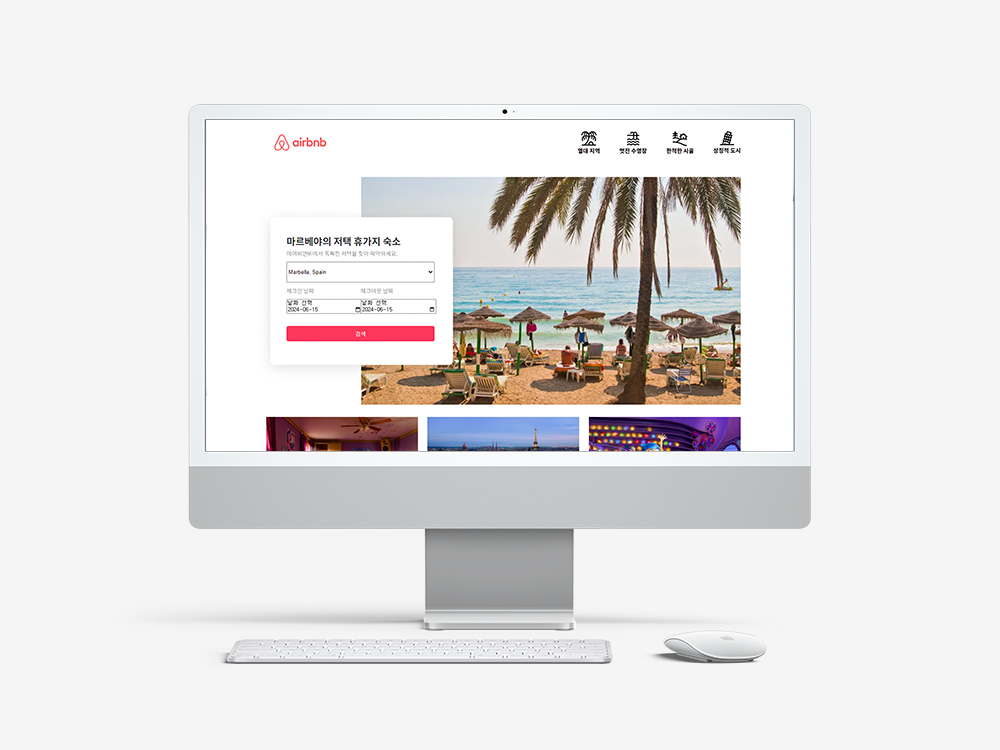 airbnb
열대 지역
멋진 수영장
한적한 시골
상징적 도시
마르베야의 저택 휴가지 숙소
에어비앤비에서 독특한 저택을 찾아 예약하세요.
Marbella, Spain
체크인 날짜 체크아웃 날짜
날짜 선택 날짜 선택
2024-06-15 2024-06-15
검색